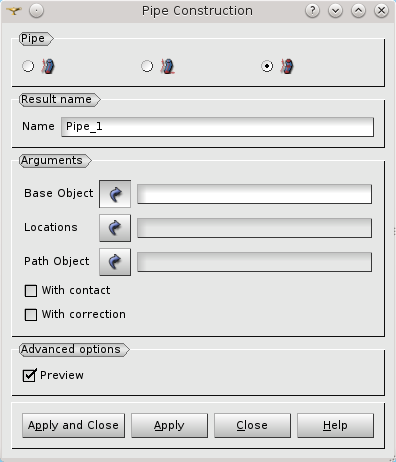 Pipe Construction
Pipe
Result name
Name Pipe_1
Arguments
Base Object
Locations
Path Object
With contact
With correction
Advanced options
Preview
Apply and Close Apply Close Help